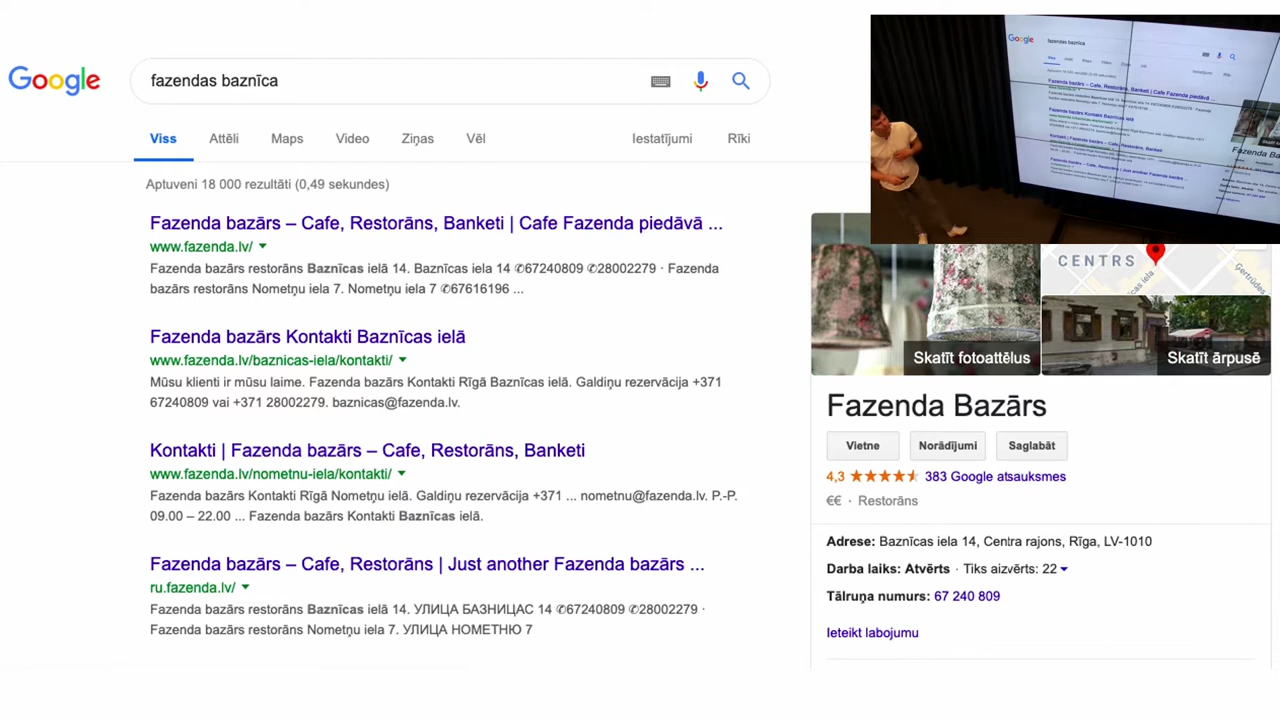 Google
fazendas baznīca
Viss
Attēli
Maps
Video
Ziņas
Vēl
Iestatījumi
Rīki
Aptuveni 18 000 rezultāti (0,49 sekundes)
Fazenda bazārs – Cafe, Restorāns, Banketi | Cafe Fazenda piedāvā ...
www.fazenda.lv/
Fazenda bazārs restorāns Baznīcas ielā 14. Baznīcas iela 14 ✆67240809 ✆28002279 · Fazenda
bazārs restorāns Nometņu iela 7. Nometņu iela 7 ✆67616196 ...
Fazenda bazārs Kontakti Baznīcas ielā
www.fazenda.lv/baznicas-iela/kontakti/
Mūsu klienti ir mūsu laime. Fazenda bazārs Kontakti Rīgā Baznīcas ielā. Galdiņu rezervācija +371
67240809 vai +371 28002279. baznicas@fazenda.lv.
Kontakti | Fazenda bazārs – Cafe, Restorāns, Banketi
www.fazenda.lv/nometnu-iela/kontakti/
Fazenda bazārs Kontakti Rīgā Nometņu ielā. Galdiņu rezervācija +371 ... nometnu@fazenda.lv. P.-P.
09.00 – 22.00 ... Fazenda bazārs Kontakti Baznīcas ielā.
Fazenda bazārs – Cafe, Restorāns | Just another Fazenda bazārs ...
ru.fazenda.lv/
Fazenda bazārs restorāns Baznīcas ielā 14. УЛИЦА БАЗНИЦАС 14 ✆67240809 ✆28002279 ·
Fazenda bazārs restorāns Nometņu iela 7. УЛИЦА НОМЕТНЮ 7
CENTRS
Baznīcas iela
Ģertrūdes
Skatīt fotoattēlus
Skatīt ārpusē
Fazenda Bazārs
Vietne
Norādījumi
Saglabāt
4,3
383 Google atsauksmes
€€ · Restorāns
Adrese: Baznīcas iela 14, Centra rajons, Rīga, LV-1010
Darba laiks: Atvērts · Tiks aizvērts: 22
Tālruņa numurs: 67 240 809
Ieteikt labojumu